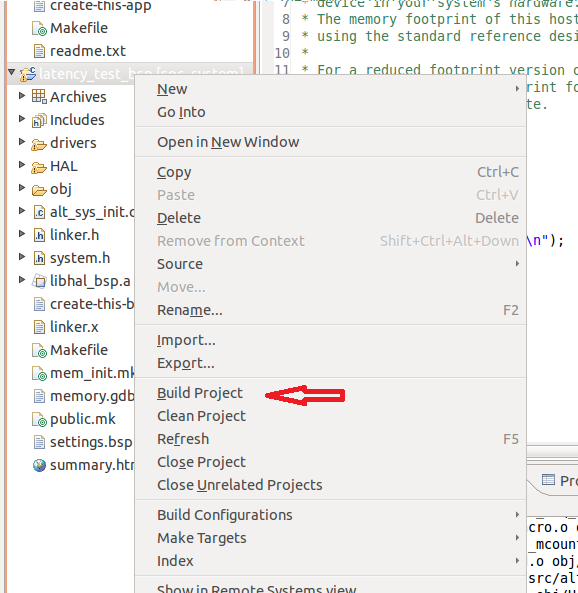 create-this-app
Makefile
readme.txt
latency_test_bsp [soc_system]
Archives
Includes
drivers
HAL
obj
alt_sys_init.c
linker.h
system.h
libhal_bsp.a
create-this-b
linker.x
Makefile
mem_init.mk
memory.gdb
public.mk
settings.bsp
summary.htm
7 * device in your system's hardware.
8 * The memory footprint of this host
9 * using the standard reference desi
10 *
11 * For a reduced footprint version o
print fo
te.
\n");
New
Go Into
Open in New Window
Copy Ctrl+C
Paste Ctrl+V
Delete Delete
Remove from Context Shift+Ctrl+Alt+Down
Source
Move...
Rename... F2
Import...
Export...
Build Project
Clean Project
Refresh F5
Close Project
Close Unrelated Projects
Build Configurations
Make Targets
Index
Show in Remote Systems view
Pro
cro.o o
_mcount
.o obj/
src/alt